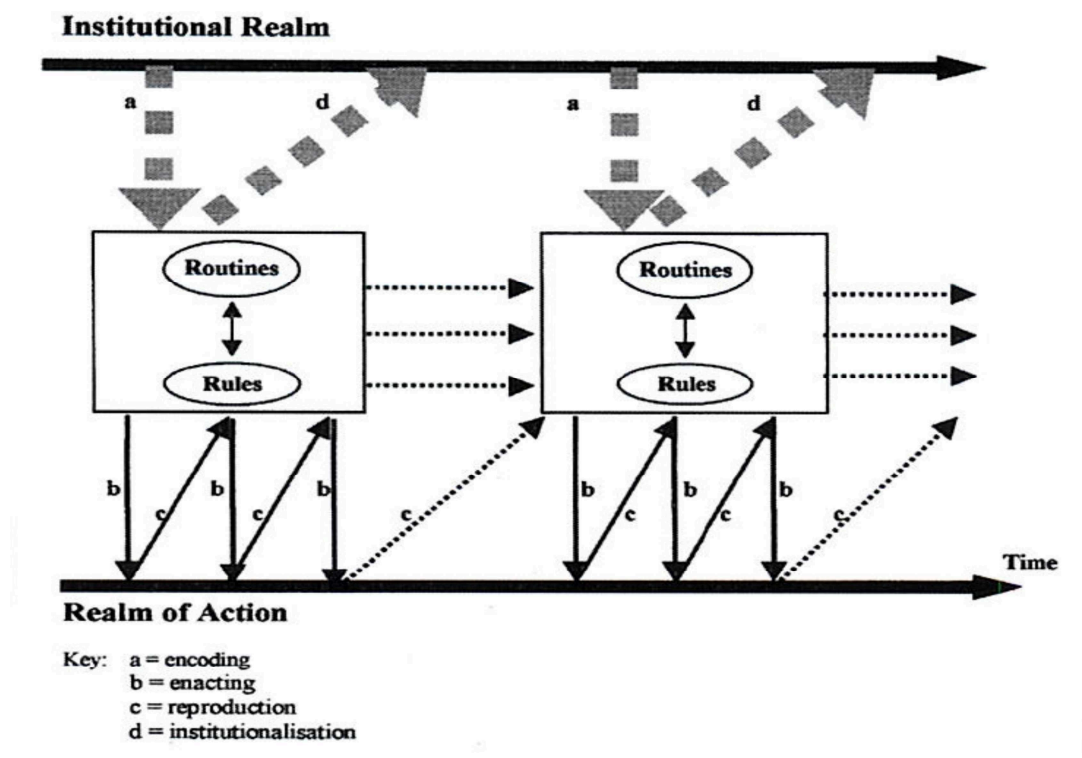 Institutional Realm
a d a d
Routines Routines
Rules Rules
b c b c b c b c b c b c
Time
Realm of Action
Key: a = encoding
b = enacting
c = reproduction
d = institutionalisation